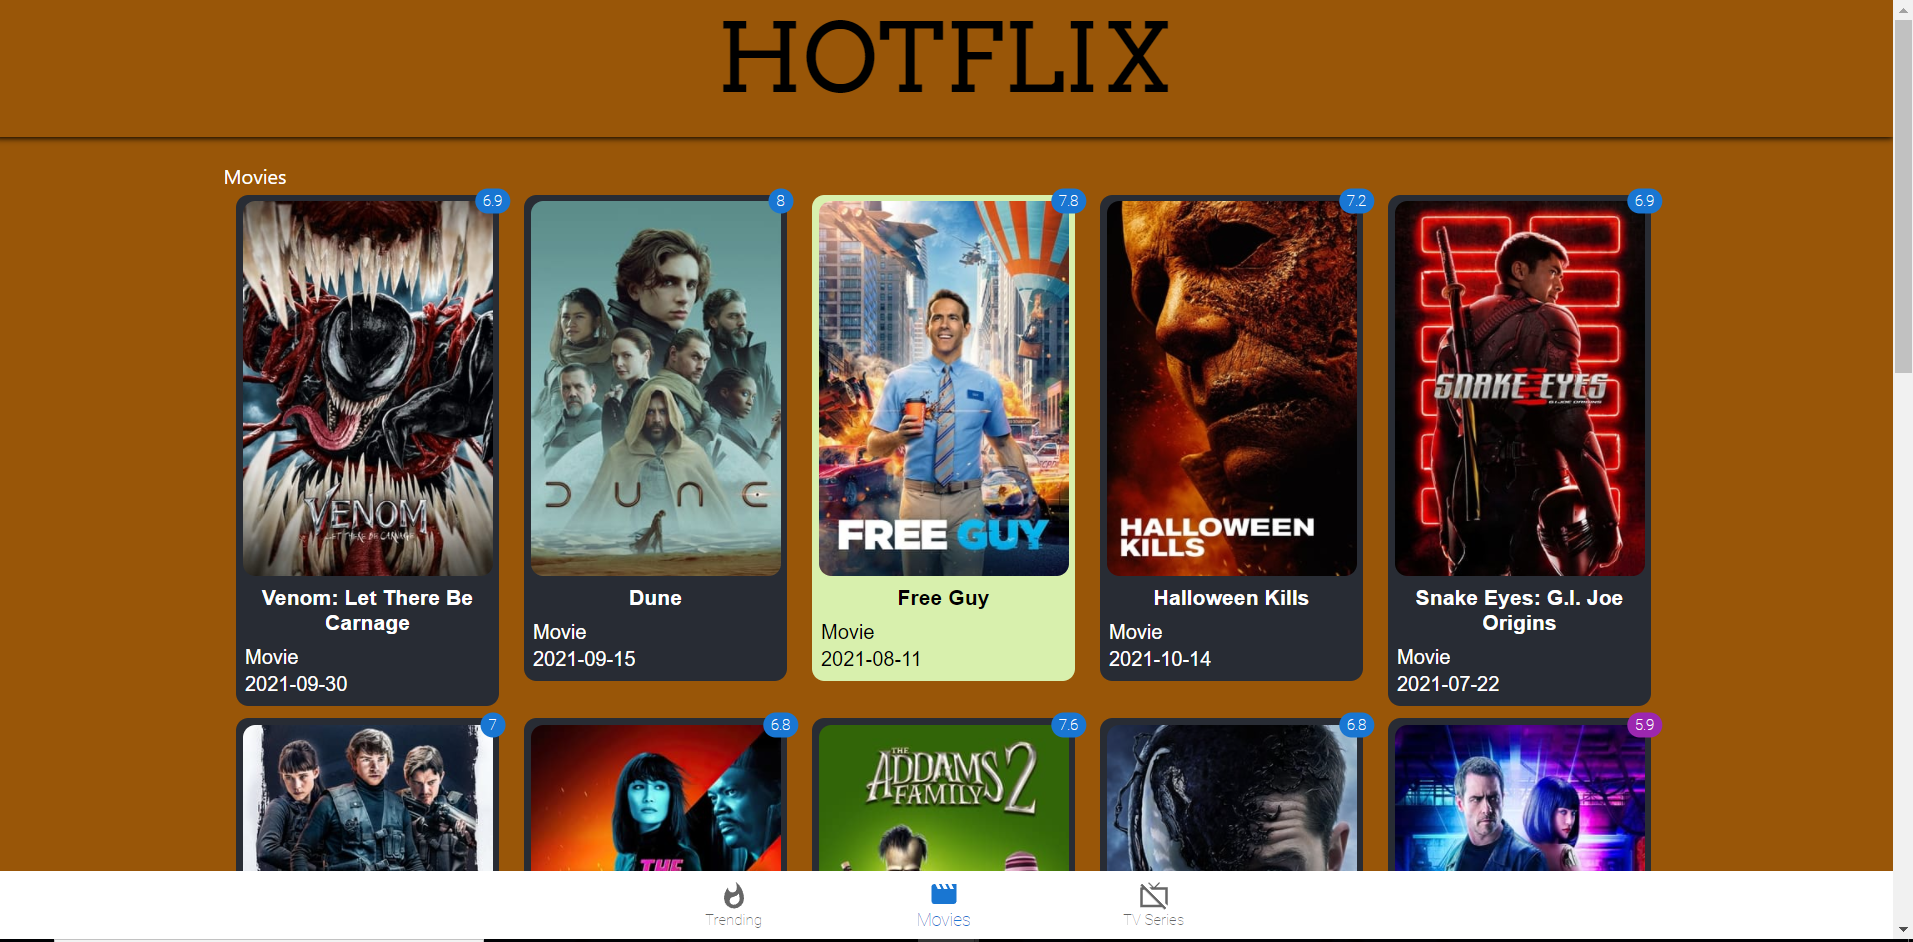 HOTFLIX
Movies
6.9
8
7.8
7.2
6.9
VENOM
LET THERE BE CARNAGE
DUNE
FREE GUY
HALLOWEEN
KILLS
SNAKE EYES
G.I. JOE ORIGINS
Venom: Let There Be
Carnage
Movie
2021-09-30
Dune
Movie
2021-09-15
Free Guy
Movie
2021-08-11
Halloween Kills
Movie
2021-10-14
Snake Eyes: G.I. Joe
Origins
Movie
2021-07-22
7
6.8
7.6
6.8
5.9
THE
THE
ADDAMS
FAMILY 2
Trending
Movies
TV Series